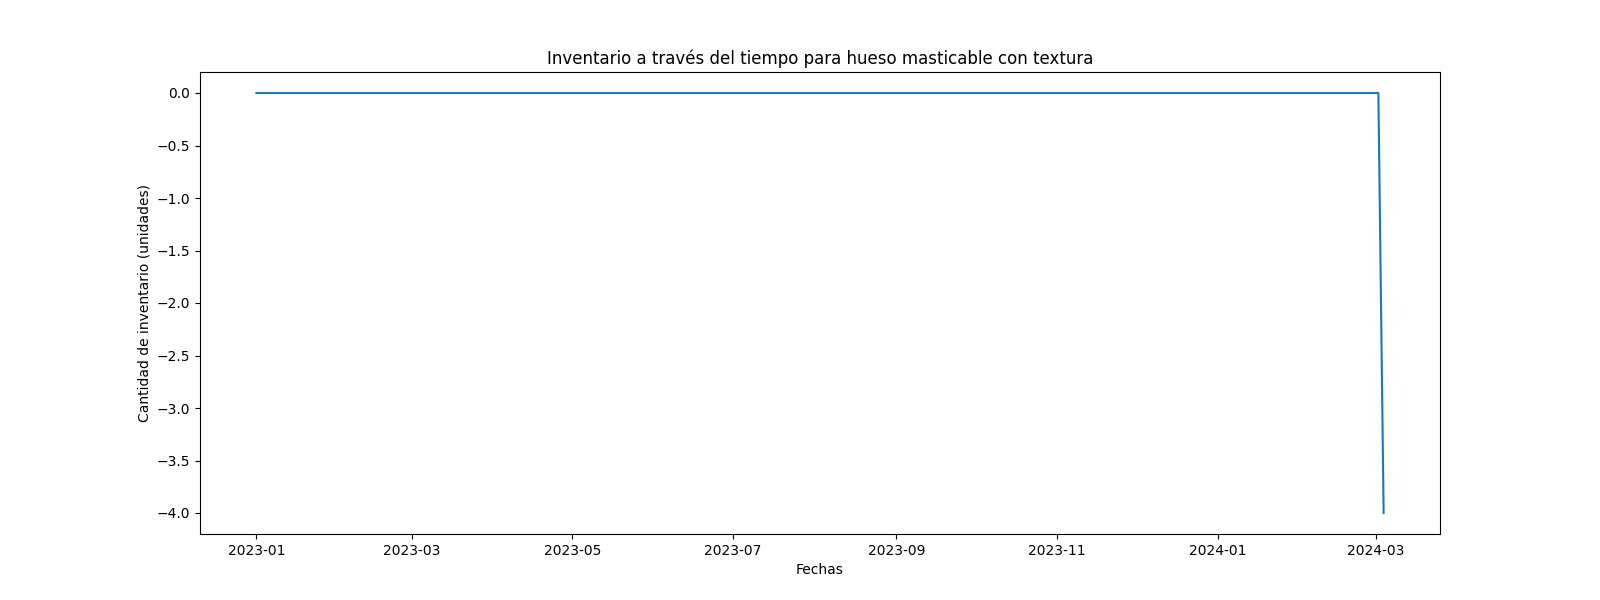 Inventario a través del tiempo para hueso masticable con textura
0.0
−0.5
−1.0
−1.5
−2.0
−2.5
−3.0
−3.5
−4.0
Cantidad de inventario (unidades)
2023-01 2023-03 2023-05 2023-07 2023-09 2023-11 2024-01 2024-03
Fechas